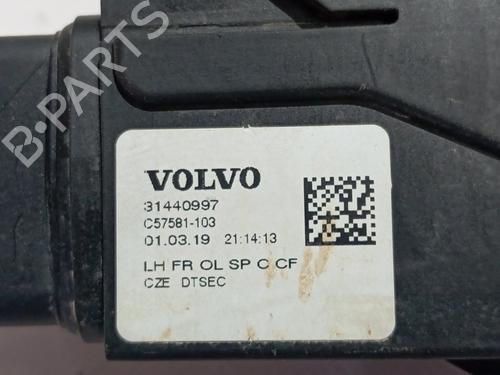 B-PARTS
VOLVO
31440997
C57581-103
01.03.19 21:14:13
LH FR OL SP C CF
CZE DTSEC